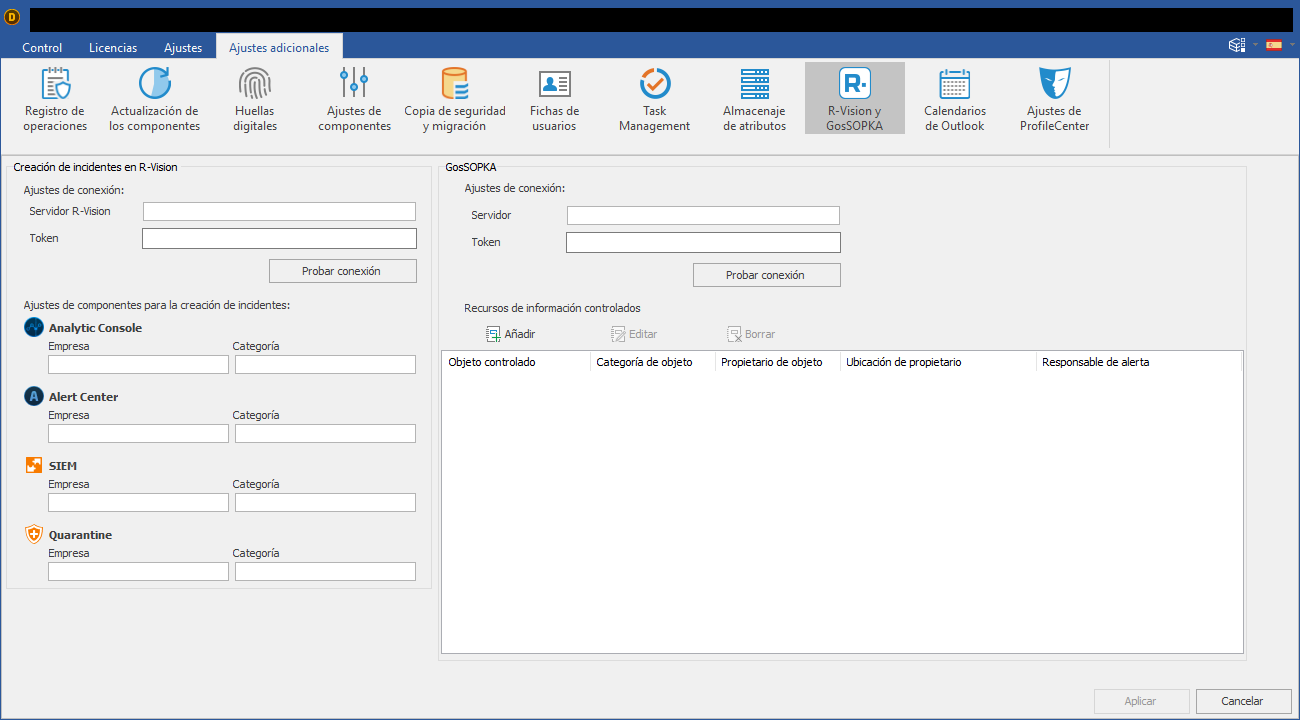 D
Control
Licencias
Ajustes
Ajustes adicionales
Registro de
operaciones
Actualización de
los componentes
Huellas
digitales
Ajustes de
componentes
Copia de seguridad
y migración
Fichas de
usuarios
Task
Management
Almacenaje
de atributos
R.
R-Vision y
GosSOPKA
Calendarios
de Outlook
Ajustes de
ProfileCenter
Creación de incidentes en R-Vision
Ajustes de conexión:
Servidor R-Vision
Token
Probar conexión
Ajustes de componentes para la creación de incidentes:
Analytic Console
Empresa
Categoría
A
Alert Center
Empresa
Categoría
SIEM
Empresa
Categoría
Quarantine
Empresa
Categoría
GosSOPKA
Ajustes de conexión:
Servidor
Token
Probar conexión
Recursos de información controlados
Añadir
Editar
Borrar
Objeto controlado
Categoría de objeto
Propietario de objeto
Ubicación de propietario
Responsable de alerta
Aplicar
Cancelar